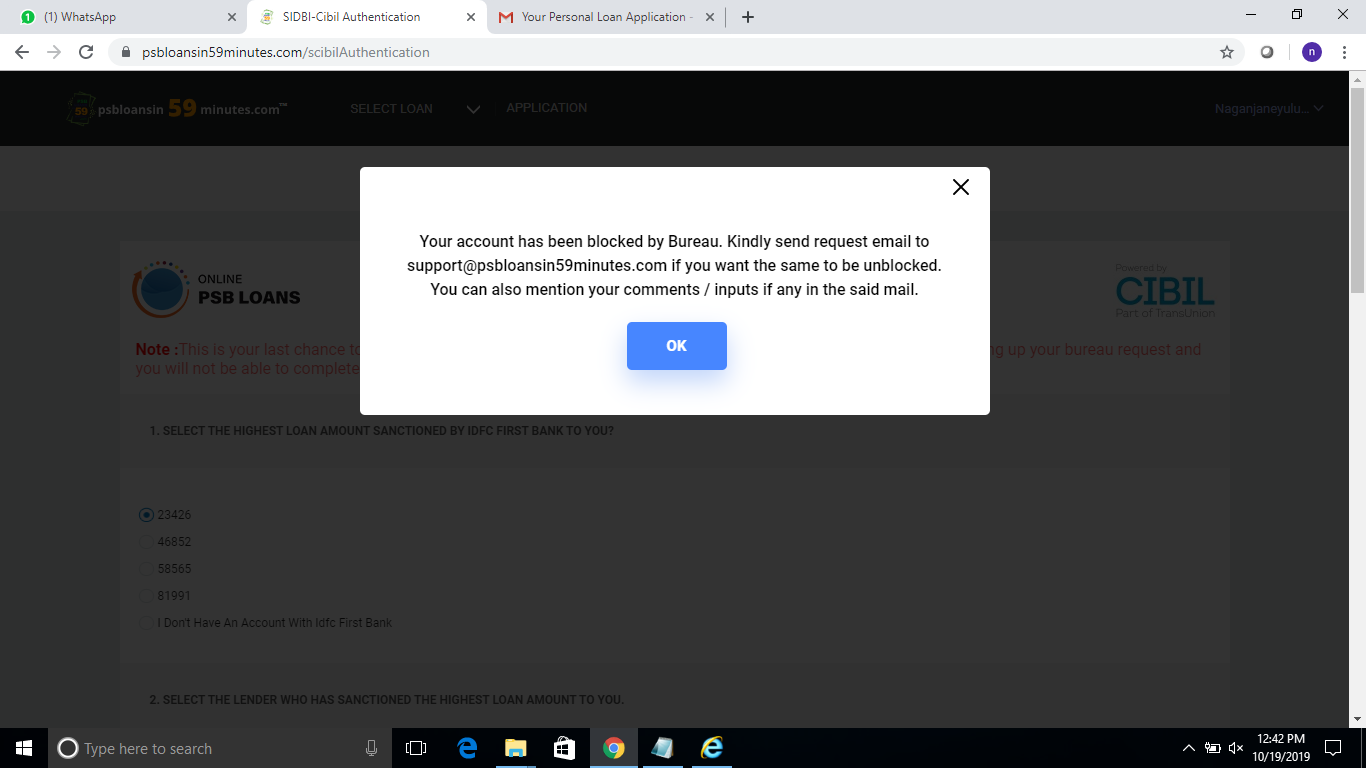 (1) WhatsApp
SIDBI-Cibil Authentication
Your Personal Loan Application -
psbloansin59minutes.com/scibilAuthentication
n
psbloansin 59 minutes.com™
SELECT LOAN
APPLICATION
Naganjaneyulu...
Your account has been blocked by Bureau. Kindly send request email to
support@psbloansin59minutes.com if you want the same to be unblocked.
You can also mention your comments / inputs if any in the said mail.
OK
ONLINE
PSB LOANS
Powered by
CIBIL
Part of TransUnion
Note :This is your last chance to
ng up your bureau request and
you will not be able to complete
1. SELECT THE HIGHEST LOAN AMOUNT SANCTIONED BY IDFC FIRST BANK TO YOU?
23426
46852
58565
81991
I Don't Have An Account With Idfc First Bank
2. SELECT THE LENDER WHO HAS SANCTIONED THE HIGHEST LOAN AMOUNT TO YOU.
Type here to search
12:42 PM
10/19/2019